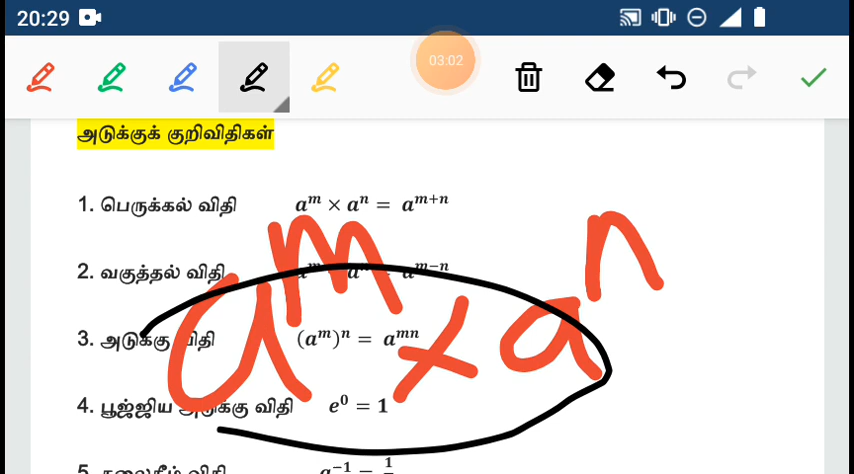 20:29
03:02
அடுக்குக் குறிவிதிகள்
1. பெருக்கல் விதி aᵐ × aⁿ = aᵐ⁺ⁿ
2. வகுத்தல் விதி aᵐ⁻ⁿ
3. அடுக்கு விதி (aᵐ)ⁿ = aᵐⁿ
4. பூஜ்ஜிய அடுக்கு விதி e⁰ = 1
aᵐ × aⁿ